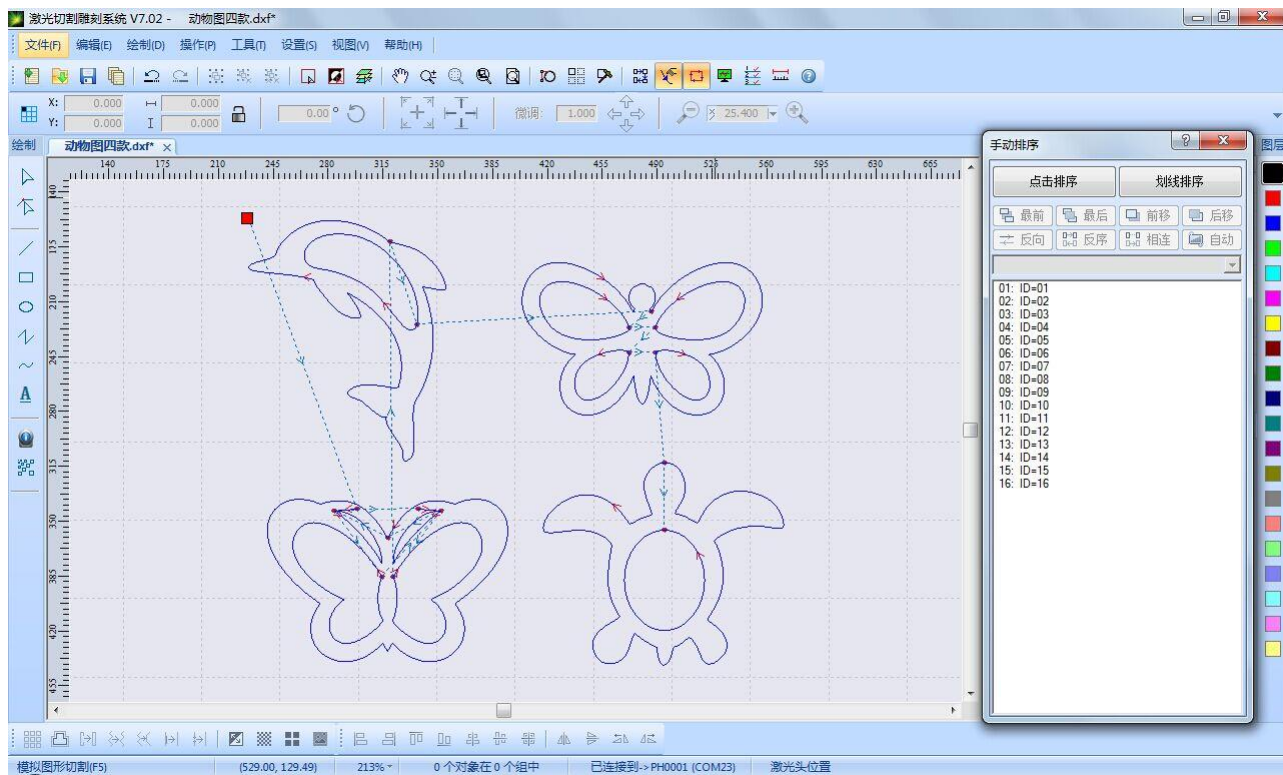 激光切割雕刻系统 V7.02 - 动物图四款.dxf*
文件(F) 编辑(E) 绘制(D) 操作(P) 工具(T) 设置(S) 视图(V) 帮助(H)
X: 0.000 0.000 0.00 ° 微调: 1.000 25.400
Y: 0.000 0.000
绘制 动物图四款.dxf* x 图层
140 175 210 245 280 315 350 385 420 455 490 525 560 595 630 665
140
175
210
245
280
315
350
385
420
455
手动排序
点击排序 划线排序
最前 最后 前移 后移
反向 反序 相连 自动
01: ID=01
02: ID=02
03: ID=03
04: ID=04
05: ID=05
06: ID=06
07: ID=07
08: ID=08
09: ID=09
10: ID=10
11: ID=11
12: ID=12
13: ID=13
14: ID=14
15: ID=15
16: ID=16
模拟图形切割(F5) (529.00, 129.49) 213% 0 个对象在 0 个组中 已连接到-> PH0001 (COM23) 激光头位置